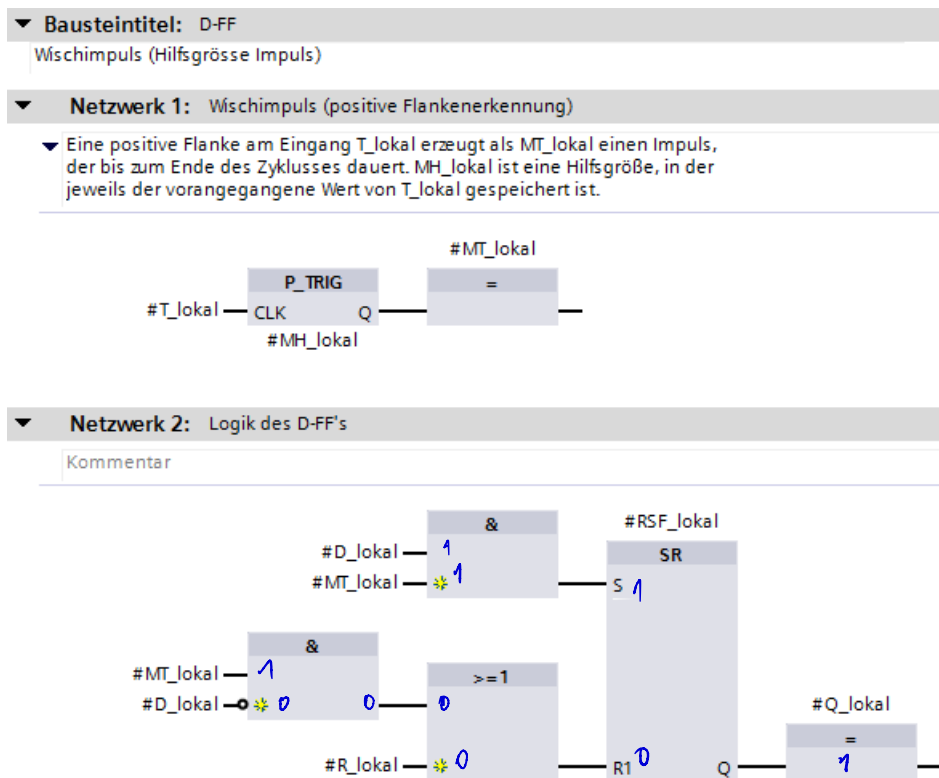 Bausteintitel: D-FF
Wischimpuls (Hilfsgrösse Impuls)
Netzwerk 1: Wischimpuls (positive Flankenerkennung)
Eine positive Flanke am Eingang T_lokal erzeugt als MT_lokal einen Impuls,
der bis zum Ende des Zyklusses dauert. MH_lokal ist eine Hilfsgröße, in der
jeweils der vorangegangene Wert von T_lokal gespeichert ist.
#MT_lokal
P_TRIG =
#T_lokal CLK Q
#MH_lokal
Netzwerk 2: Logik des D-FF's
Kommentar
& #RSF_lokal
#D_lokal 1 SR
#MT_lokal 1 S 1
&
#MT_lokal 1 >=1
#D_lokal 0 0 0 #Q_lokal
=
#R_lokal 0 R1 0 Q 1